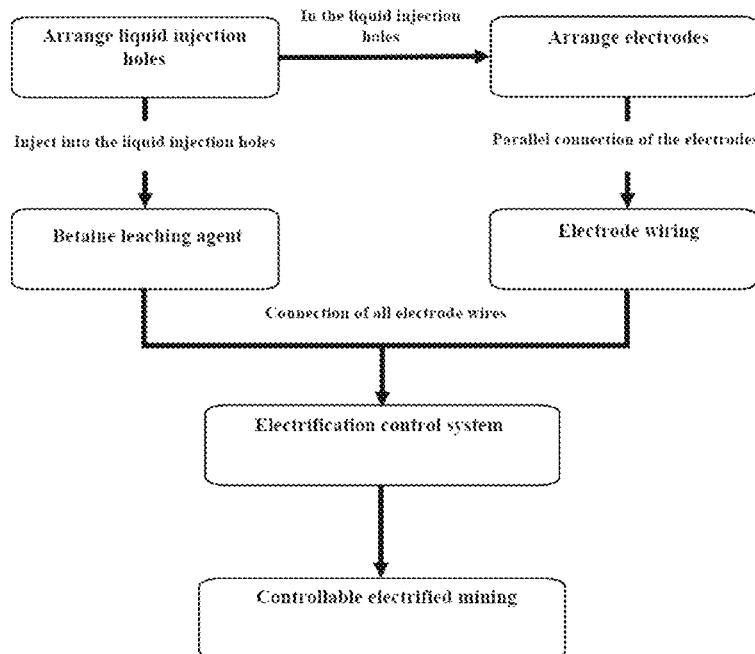 In the liquid injection
holes
Arrange liquid injection
holes
Arrange electrodes
Inject into the liquid injection holes
Parallel connection of the electrodes
Betaine leaching agent
Electrode wiring
Connection of all electrode wires
Electrification control system
Controllable electrified mining